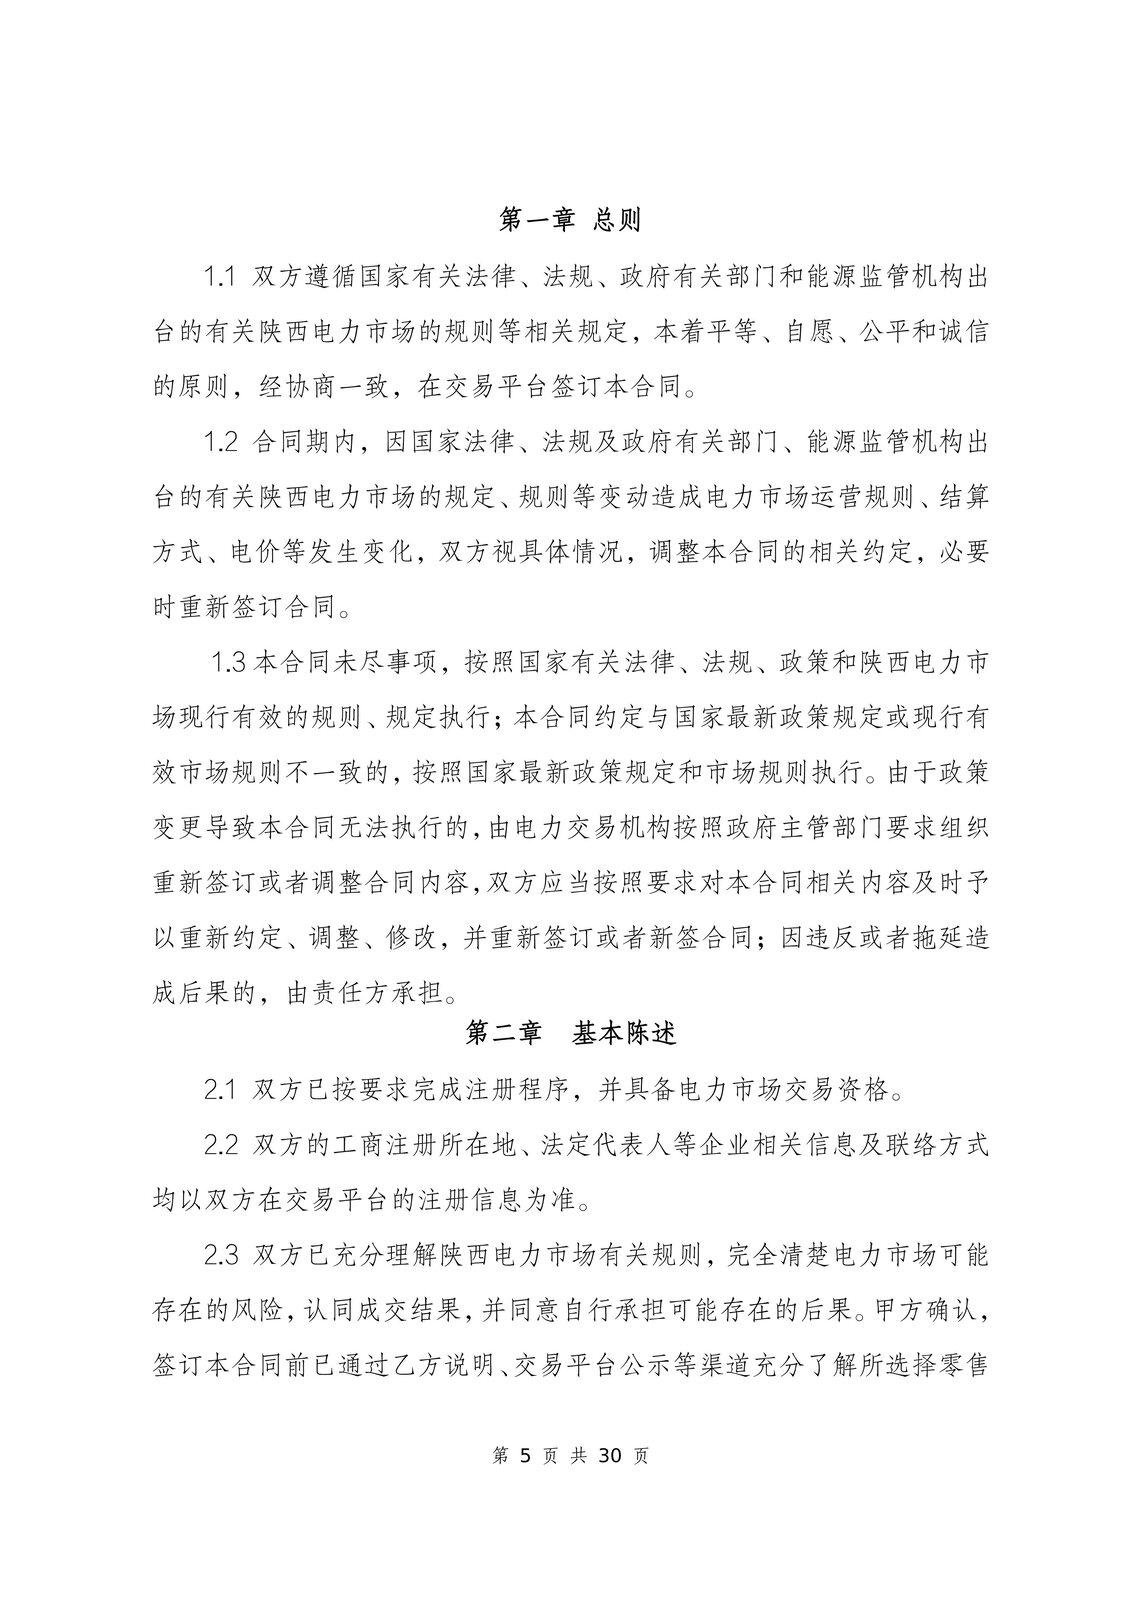 第一章 总则
1.1 双方遵循国家有关法律、法规、政府有关部门和能源监管机构出
台的有关陕西电力市场的规则等相关规定，本着平等、自愿、公平和诚信
的原则，经协商一致，在交易平台签订本合同。
1.2 合同期内，因国家法律、法规及政府有关部门、能源监管机构出
台的有关陕西电力市场的规定、规则等变动造成电力市场运营规则、结算
方式、电价等发生变化，双方视具体情况，调整本合同的相关约定，必要
时重新签订合同。
1.3本合同未尽事项，按照国家有关法律、法规、政策和陕西电力市
场现行有效的规则、规定执行；本合同约定与国家最新政策规定或现行有
效市场规则不一致的，按照国家最新政策规定和市场规则执行。由于政策
变更导致本合同无法执行的，由电力交易机构按照政府主管部门要求组织
重新签订或者调整合同内容，双方应当按照要求对本合同相关内容及时予
以重新约定、调整、修改，并重新签订或者新签合同；因违反或者拖延造
成后果的，由责任方承担。
第二章 基本陈述
2.1 双方已按要求完成注册程序，并具备电力市场交易资格。
2.2 双方的工商注册所在地、法定代表人等企业相关信息及联络方式
均以双方在交易平台的注册信息为准。
2.3 双方已充分理解陕西电力市场有关规则，完全清楚电力市场可能
存在的风险，认同成交结果，并同意自行承担可能存在的后果。甲方确认，
签订本合同前已通过乙方说明、交易平台公示等渠道充分了解所选择零售
第 5 页 共 30 页